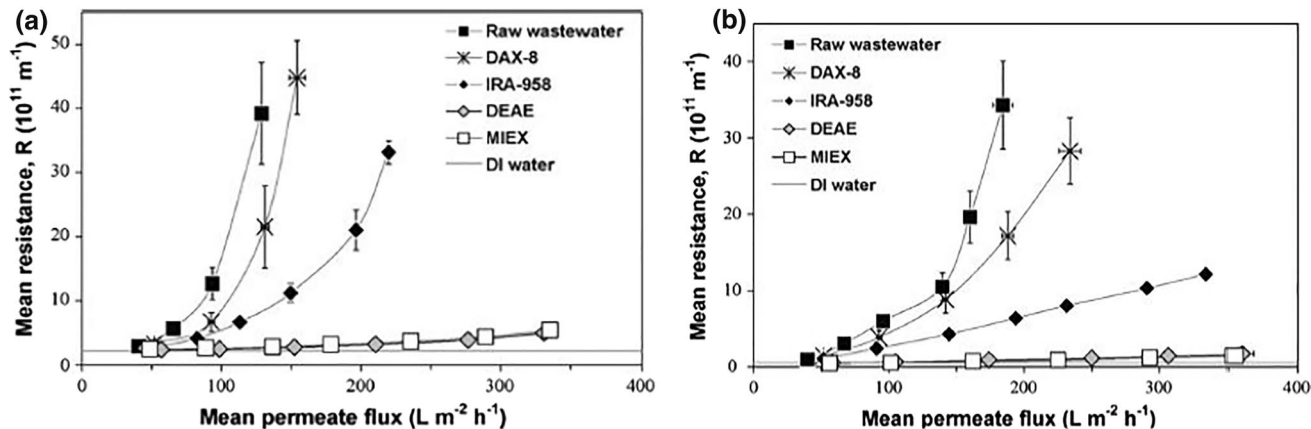 (a)
Mean resistance, R (10¹¹ m⁻¹)
50
40
30
20
10
0
Raw wastewater
DAX-8
IRA-958
DEAE
MIEX
DI water
0 100 200 300 400
Mean permeate flux (L m⁻² h⁻¹)
(b)
Mean resistance, R (10¹¹ m⁻¹)
40
30
20
10
0
Raw wastewater
DAX-8
IRA-958
DEAE
MIEX
DI water
0 100 200 300 400
Mean permeate flux (L m⁻² h⁻¹)